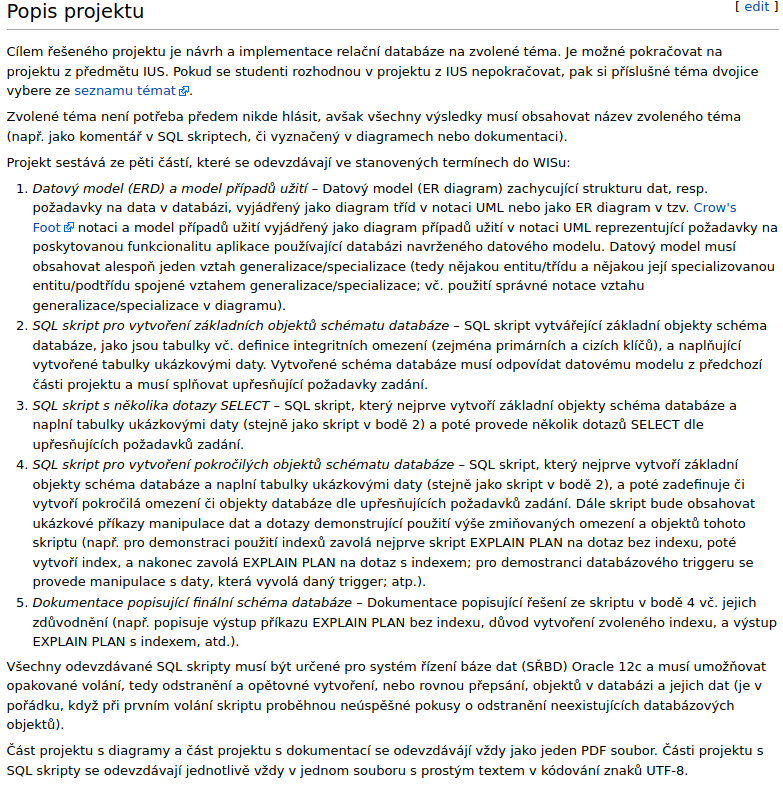 Popis projektu
[ edit ]
Cílem řešeného projektu je návrh a implementace relační databáze na zvolené téma. Je možné pokračovat na
projektu z předmětu IUS. Pokud se studenti rozhodnou v projektu z IUS nepokračovat, pak si příslušné téma dvojice
vybere ze seznamu témat.
Zvolené téma není potřeba předem nikde hlásit, avšak všechny výsledky musí obsahovat název zvoleného téma
(např. jako komentář v SQL skriptech, či vyznačený v diagramech nebo dokumentaci).
Projekt sestává ze pěti částí, které se odevzdávají ve stanovených termínech do WISu:
1. Datový model (ERD) a model případů užití – Datový model (ER diagram) zachycující strukturu dat, resp.
požadavky na data v databázi, vyjádřený jako diagram tříd v notaci UML nebo jako ER diagram v tzv. Crow's
Foot notaci a model případů užití vyjádřený jako diagram případů užití v notaci UML reprezentující požadavky na
poskytovanou funkcionalitu aplikace používající databázi navrženého datového modelu. Datový model musí
obsahovat alespoň jeden vztah generalizace/specializace (tedy nějakou entitu/třídu a nějakou její specializovanou
entitu/podtřídu spojené vztahem generalizace/specializace; vč. použití správné notace vztahu
generalizace/specializace v diagramu).
2. SQL skript pro vytvoření základních objektů schématu databáze – SQL skript vytvářející základní objekty schéma
databáze, jako jsou tabulky vč. definice integritních omezení (zejména primárních a cizích klíčů), a naplňující
vytvořené tabulky ukázkovými daty. Vytvořené schéma databáze musí odpovídat datovému modelu z předchozí
části projektu a musí splňovat upřesňující požadavky zadání.
3. SQL skript s několika dotazy SELECT – SQL skript, který nejprve vytvoří základní objekty schéma databáze a
naplní tabulky ukázkovými daty (stejně jako skript v bodě 2) a poté provede několik dotazů SELECT dle
upřesňujících požadavků zadání.
4. SQL skript pro vytvoření pokročilých objektů schématu databáze – SQL skript, který nejprve vytvoří základní
objekty schéma databáze a naplní tabulky ukázkovými daty (stejně jako skript v bodě 2), a poté zadefinuje či
vytvoří pokročilá omezení či objekty databáze dle upřesňujících požadavků zadání. Dále skript bude obsahovat
ukázkové příkazy manipulace dat a dotazy demonstrující použití výše zmiňovaných omezení a objektů tohoto
skriptu (např. pro demonstraci použití indexů zavolá nejprve skript EXPLAIN PLAN na dotaz bez indexu, poté
vytvoří index, a nakonec zavolá EXPLAIN PLAN na dotaz s indexem; pro demostranci databázového triggeru se
provede manipulace s daty, která vyvolá daný trigger; atp.).
5. Dokumentace popisující finální schéma databáze – Dokumentace popisující řešení ze skriptu v bodě 4 vč. jejich
zdůvodnění (např. popisuje výstup příkazu EXPLAIN PLAN bez indexu, důvod vytvoření zvoleného indexu, a výstup
EXPLAIN PLAN s indexem, atd.).
Všechny odevzdávané SQL skripty musí být určené pro systém řízení báze dat (SŘBD) Oracle 12c a musí umožňovat
opakované volání, tedy odstranění a opětovné vytvoření, nebo rovnou přepsání, objektů v databázi a jejich dat (je v
pořádku, když při prvním volání skriptu proběhnou neúspěšné pokusy o odstranění neexistujících databázových
objektů).
Část projektu s diagramy a část projektu s dokumentací se odevzdávájí vždy jako jeden PDF soubor. Části projektu s
SQL skripty se odevzdávají jednotlivě vždy v jednom souboru s prostým textem v kódování znaků UTF-8.